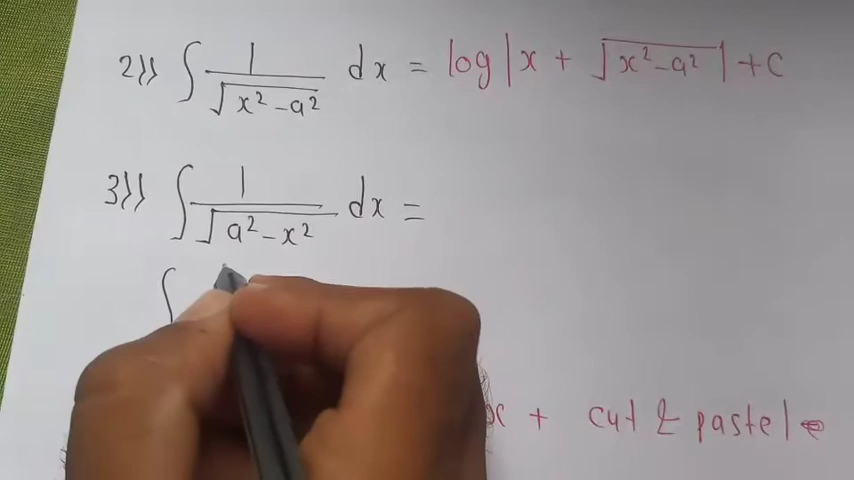 2》 ∫ 1/√(x² - a²) dx = log|x + √(x² - a²)| + c
3》 ∫ 1/√(a² - x²) dx =
∫
x + cut & paste|